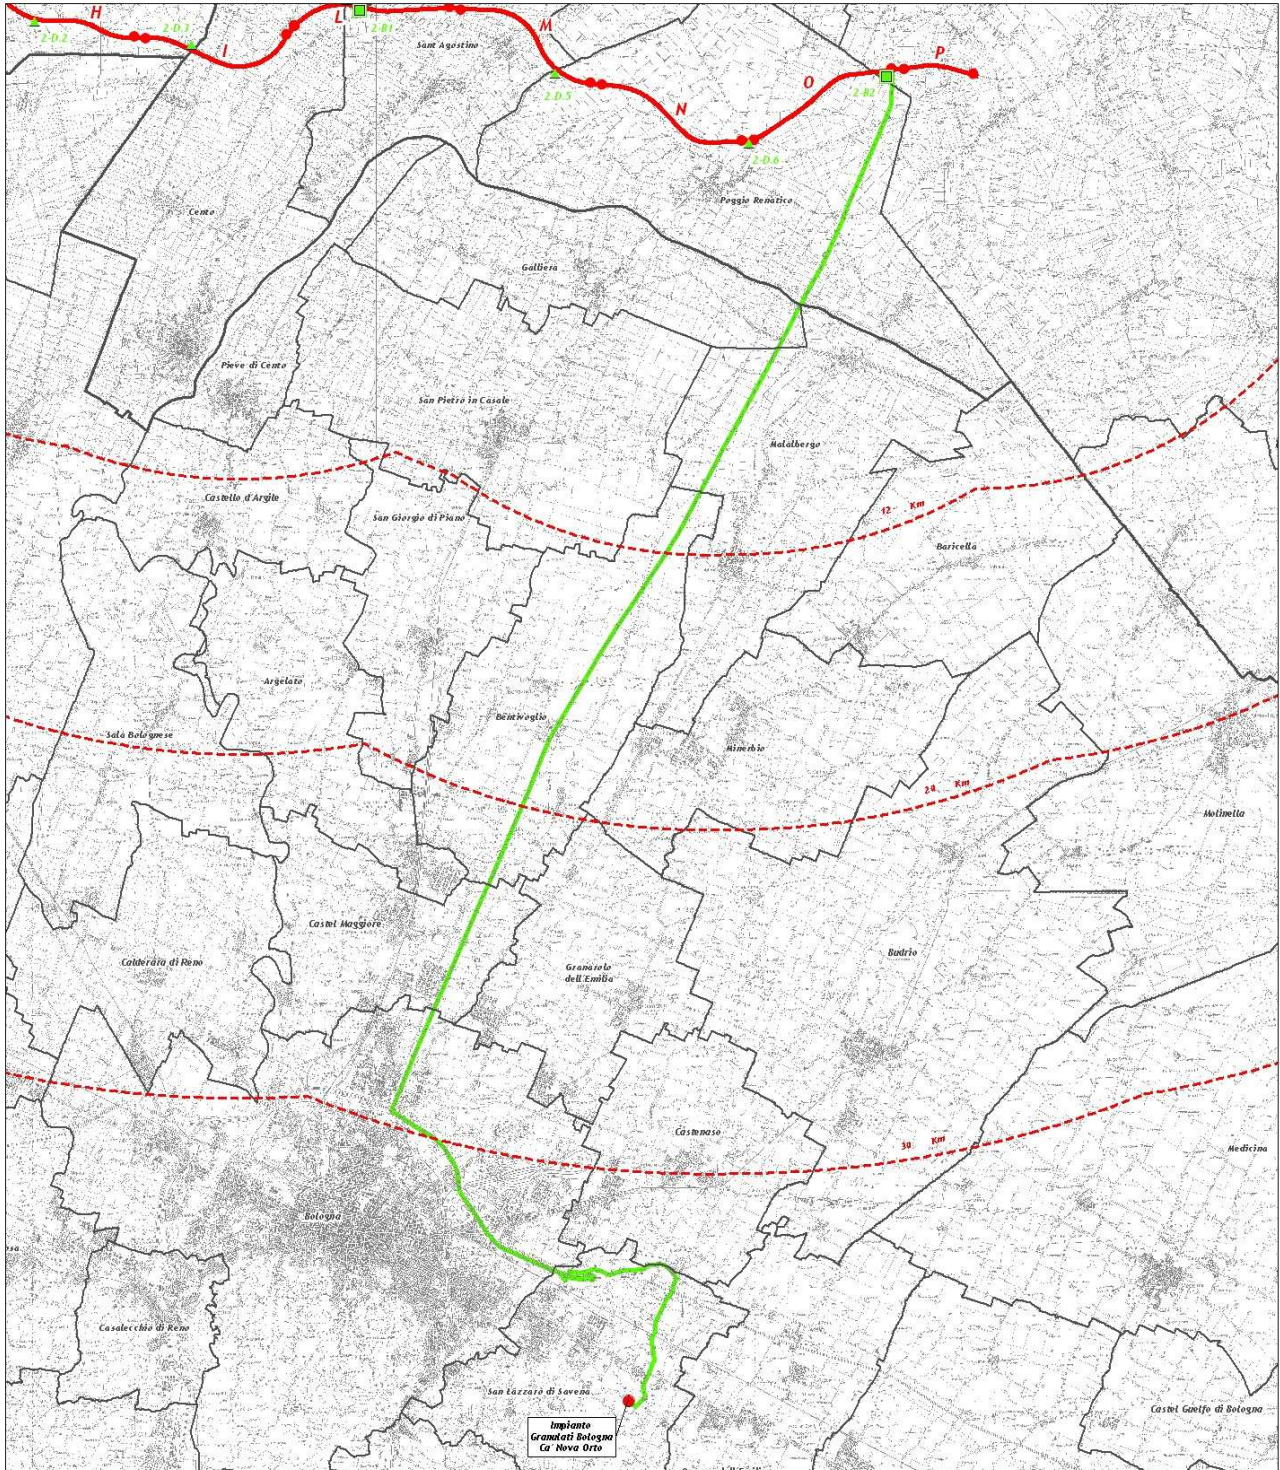 H
L
M
P
2-D.2
2-D.3
I
2-B1
Sant'Agostino
2-D.5
O
2-B2
N
2-D.6
Poggio Renatico
Cento
Galliera
Pieve di Cento
San Pietro in Casale
Malalbergo
Castello d'Argile
San Giorgio di Piano
12 Km
Baricella
Argelato
Bentivoglio
Sala Bolognese
Minerbio
24 Km
Molinella
Castel Maggiore
Calderara di Reno
Granarolo
dell'Emilia
Budrio
Castenaso
Km
Medicina
Bologna
Casalecchio di Reno
San Lazzaro di Savena
Castel Guelfo di Bologna
Impianto
Granulati Bologna
Ca' Nova Orto